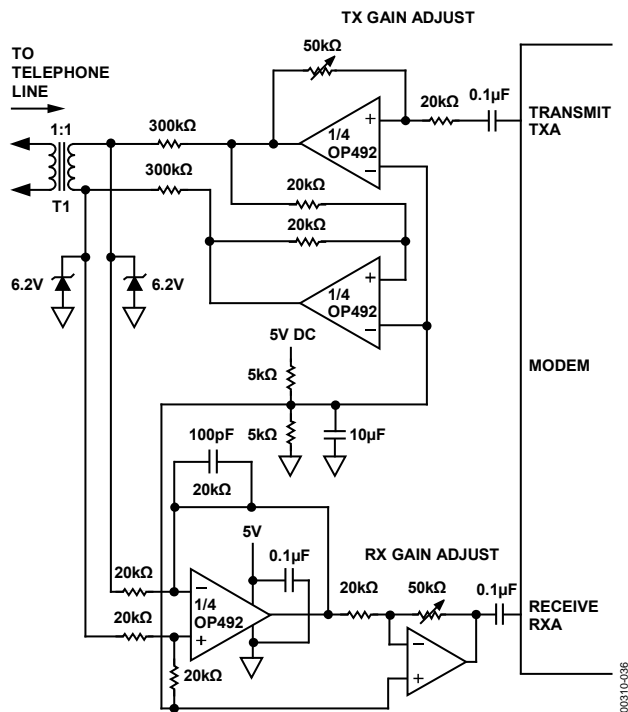 TX GAIN ADJUST
50kΩ
TO
TELEPHONE
LINE
1:1
T1
300kΩ
300kΩ
+
1/4
OP492
−
20kΩ
0.1µF
TRANSMIT
TXA
20kΩ
20kΩ
6.2V
6.2V
+
1/4
OP492
−
5V DC
5kΩ
5kΩ
10µF
MODEM
100pF
20kΩ
5V
0.1µF
RX GAIN ADJUST
20kΩ
20kΩ
−
1/4
OP492
+
20kΩ
20kΩ
50kΩ
−
+
0.1µF
RECEIVE
RXA
00310-036